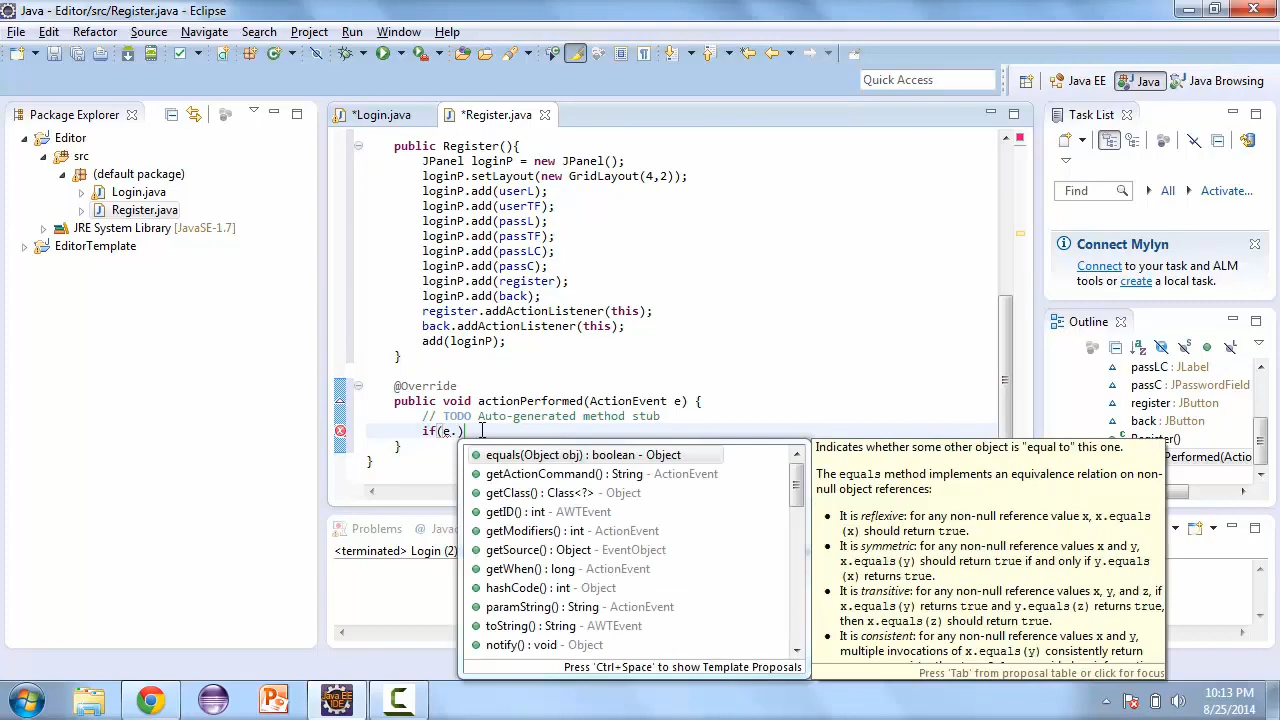 Java - Editor/src/Register.java - Eclipse
File Edit Refactor Source Navigate Search Project Run Window Help
Quick Access
Java EE
Java
Java Browsing
Package Explorer
*Login.java
*Register.java
Task List
Editor
src
(default package)
Login.java
Register.java
JRE System Library [JavaSE-1.7]
EditorTemplate
public Register(){
JPanel loginP = new JPanel();
loginP.setLayout(new GridLayout(4,2));
loginP.add(userL);
loginP.add(userTF);
loginP.add(passL);
loginP.add(passTF);
loginP.add(passLC);
loginP.add(passC);
loginP.add(register);
loginP.add(back);
register.addActionListener(this);
back.addActionListener(this);
add(loginP);
}
@Override
public void actionPerformed(ActionEvent e) {
// TODO Auto-generated method stub
if(e.)
}
}
equals(Object obj) : boolean - Object
getActionCommand() : String - ActionEvent
getClass() : Class<?> - Object
getID() : int - AWTEvent
getModifiers() : int - ActionEvent
getSource() : Object - EventObject
getWhen() : long - ActionEvent
hashCode() : int - Object
paramString() : String - ActionEvent
toString() : String - AWTEvent
notify() : void - Object
Press 'Ctrl+Space' to show Template Proposals
Indicates whether some other object is "equal to" this one.
The equals method implements an equivalence relation on non-
null object references:
• It is reflexive: for any non-null reference value x, x.equals
(x) should return true.
• It is symmetric: for any non-null reference values x and y,
x.equals(y) should return true if and only if y.equals
(x) returns true.
• It is transitive: for any non-null reference values x, y, and z, if
x.equals(y) returns true and y.equals(z) returns true,
then x.equals(z) should return true.
• It is consistent: for any non-null reference values x and y,
multiple invocations of x.equals(y) consistently return
Press 'Tab' from proposal table or click for focus
Find
All
Activate...
Connect Mylyn
Connect to your task and ALM
tools or create a local task.
Outline
passLC : JLabel
passC : JPasswordField
register : JButton
back : JButton
Register()
Performed(Actio
Problems
Java
<terminated> Login (2)
Java EE
IDE
10:13 PM
8/25/2014